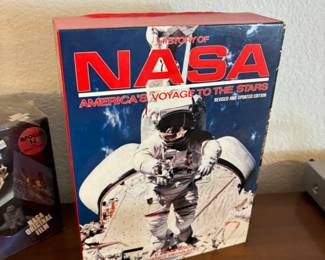 HISTORY OF
NASA
AMERICA'S VOYAGE TO THE STARS
REVISED AND UPDATED EDITION